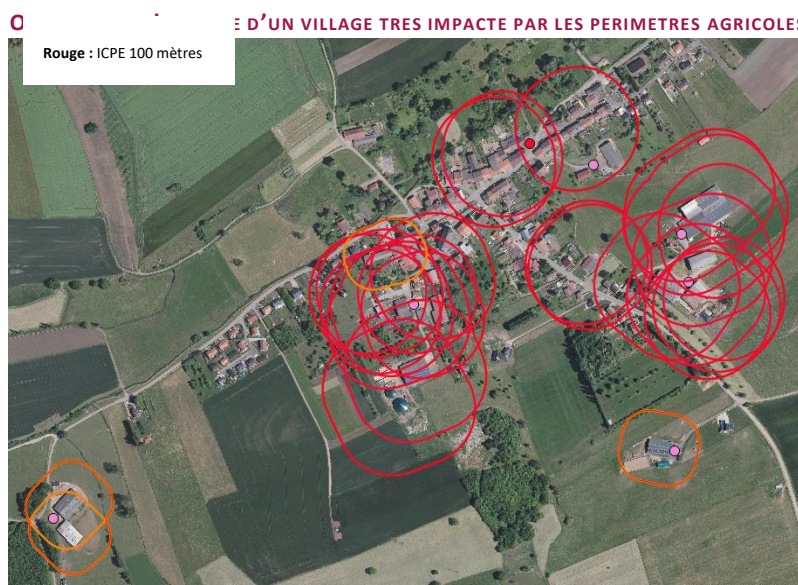 E D’UN VILLAGE TRES IMPACTE PAR LES PERIMETRES AGRICOLES
Rouge : ICPE 100 mètres